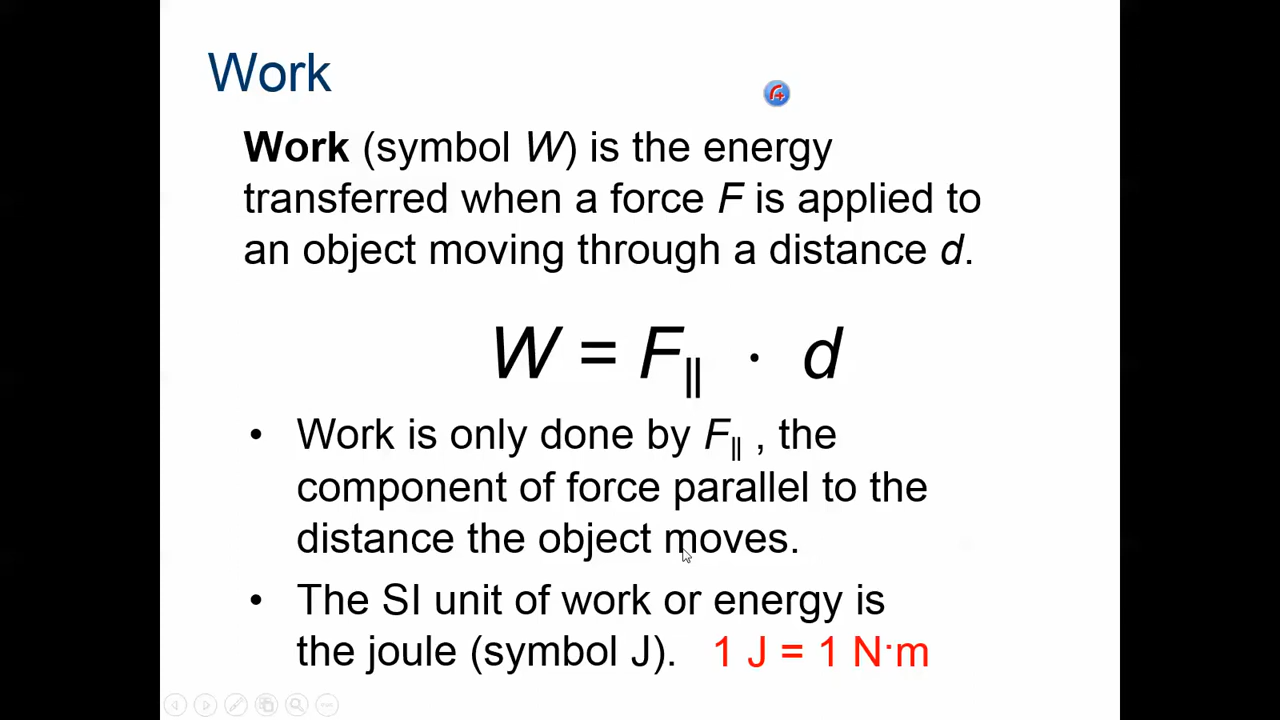 Work
Work (symbol W) is the energy
transferred when a force F is applied to
an object moving through a distance d.
W = F∥ · d
• Work is only done by F∥ , the
component of force parallel to the
distance the object moves.
• The SI unit of work or energy is
the joule (symbol J). 1 J = 1 N·m